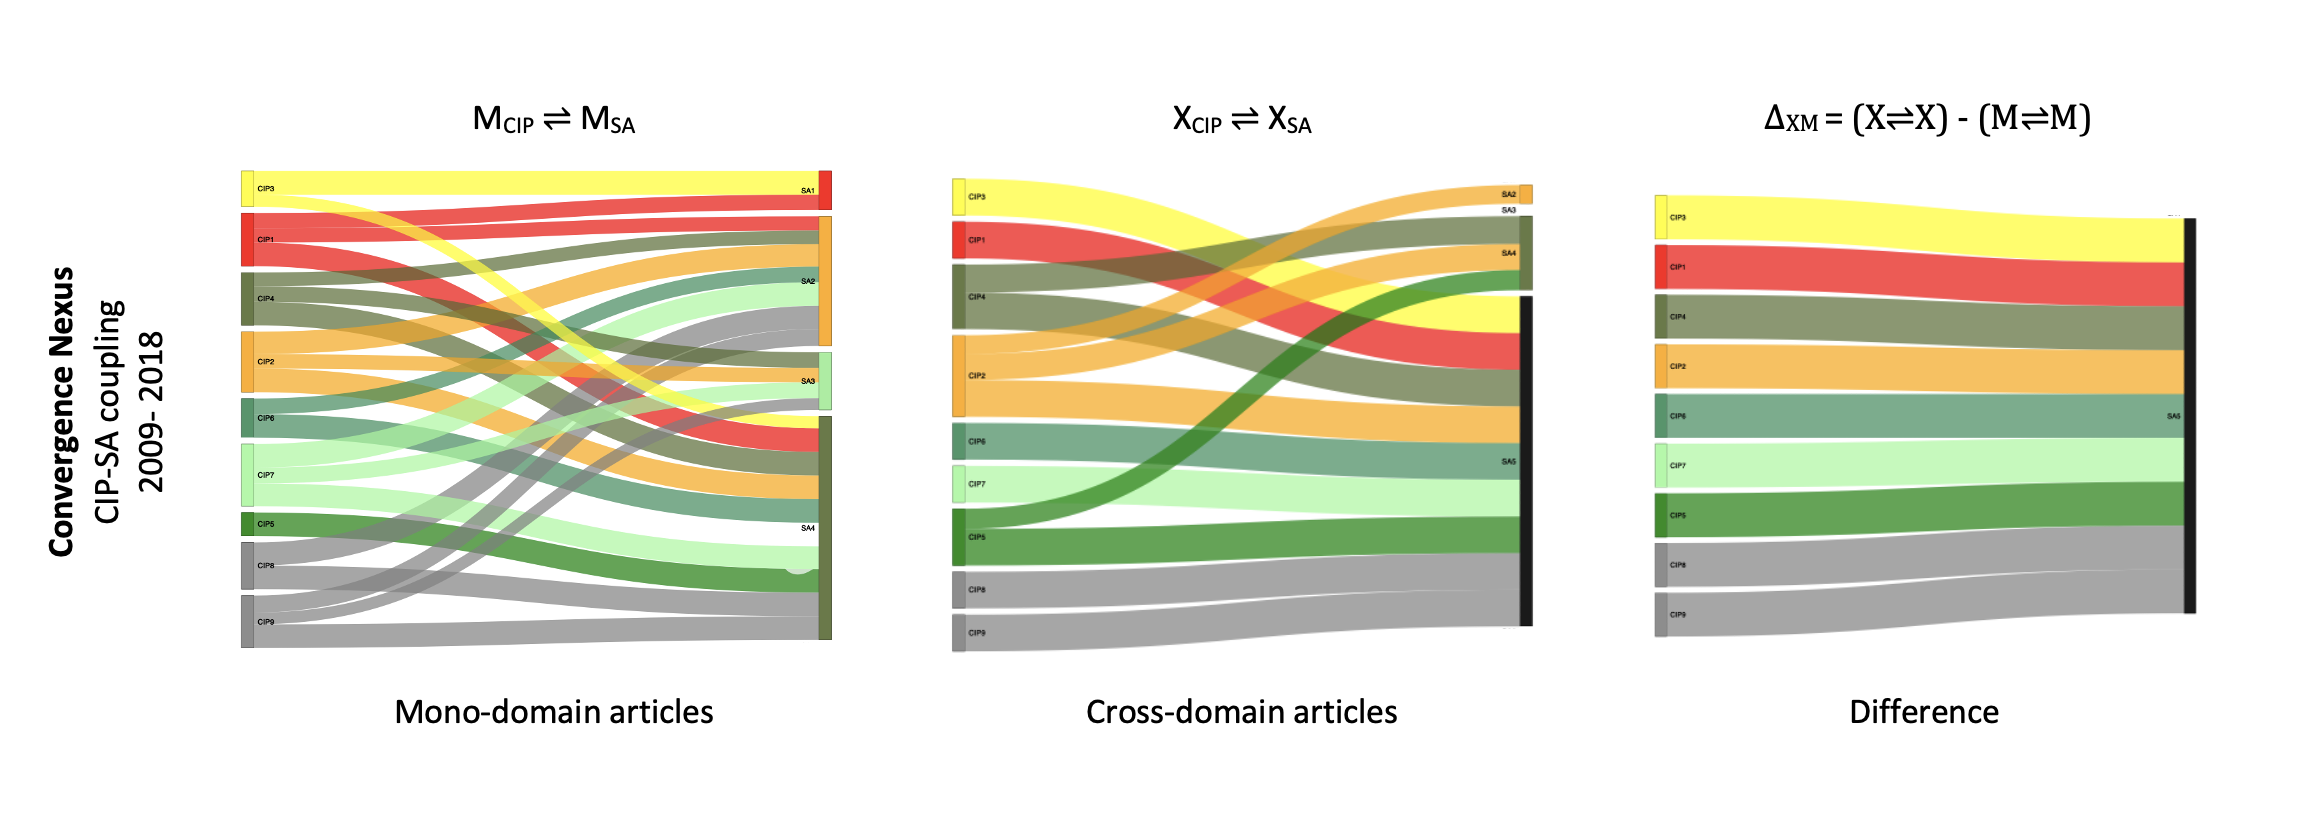 Convergence Nexus
CIP-SA coupling
2009- 2018
M_CIP ⇌ M_SA
CIP3
CIP1
CIP4
CIP2
CIP6
CIP7
CIP5
CIP8
CIP9
SA1
SA2
SA3
SA4
Mono-domain articles
X_CIP ⇌ X_SA
CIP3
CIP1
CIP4
CIP2
CIP6
CIP7
CIP5
CIP8
CIP9
SA2
SA3
SA4
SA5
Cross-domain articles
Δ_XM = (X⇌X) - (M⇌M)
CIP3
CIP1
CIP4
CIP2
CIP6
CIP7
CIP5
CIP8
CIP9
SA5
Difference